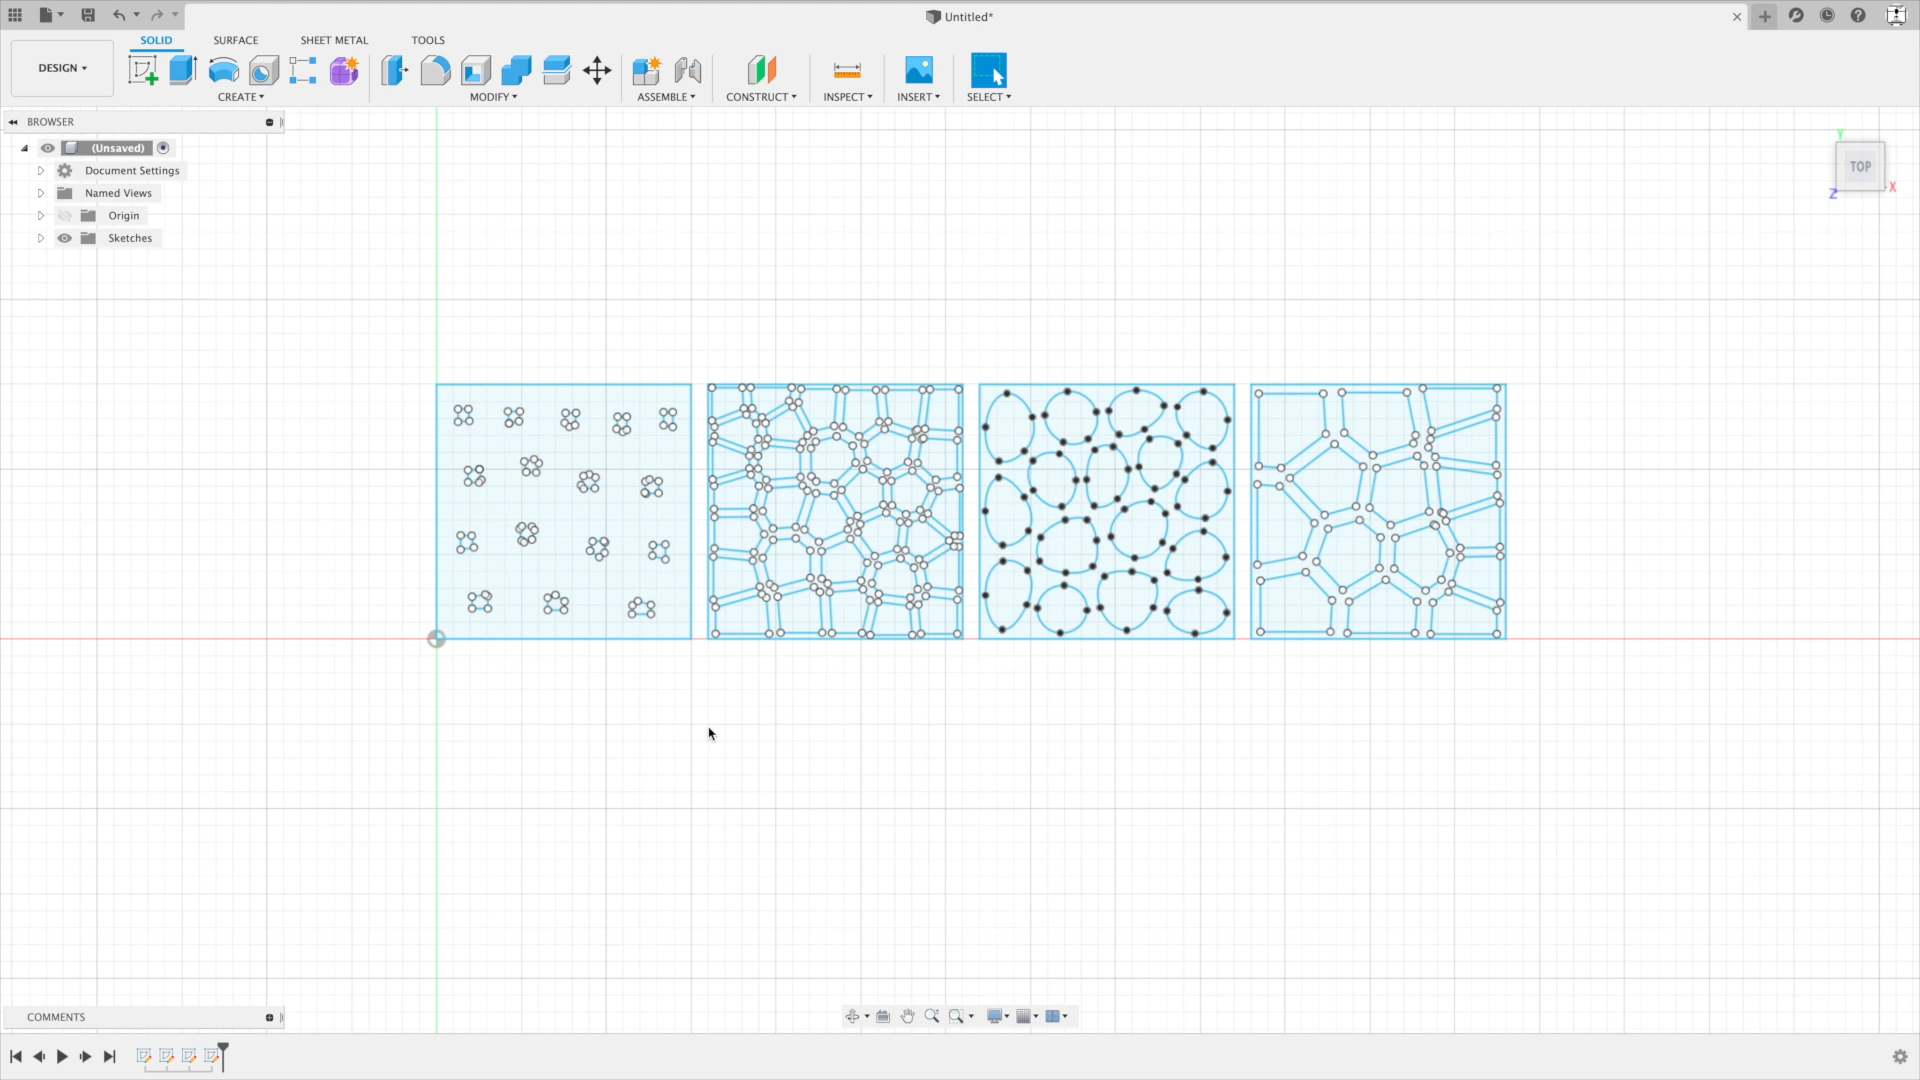 Untitled*
SOLID SURFACE SHEET METAL TOOLS
DESIGN
CREATE MODIFY ASSEMBLE CONSTRUCT INSPECT INSERT SELECT
BROWSER
(Unsaved)
Document Settings
Named Views
Origin
Sketches
Y
TOP
X
Z
COMMENTS